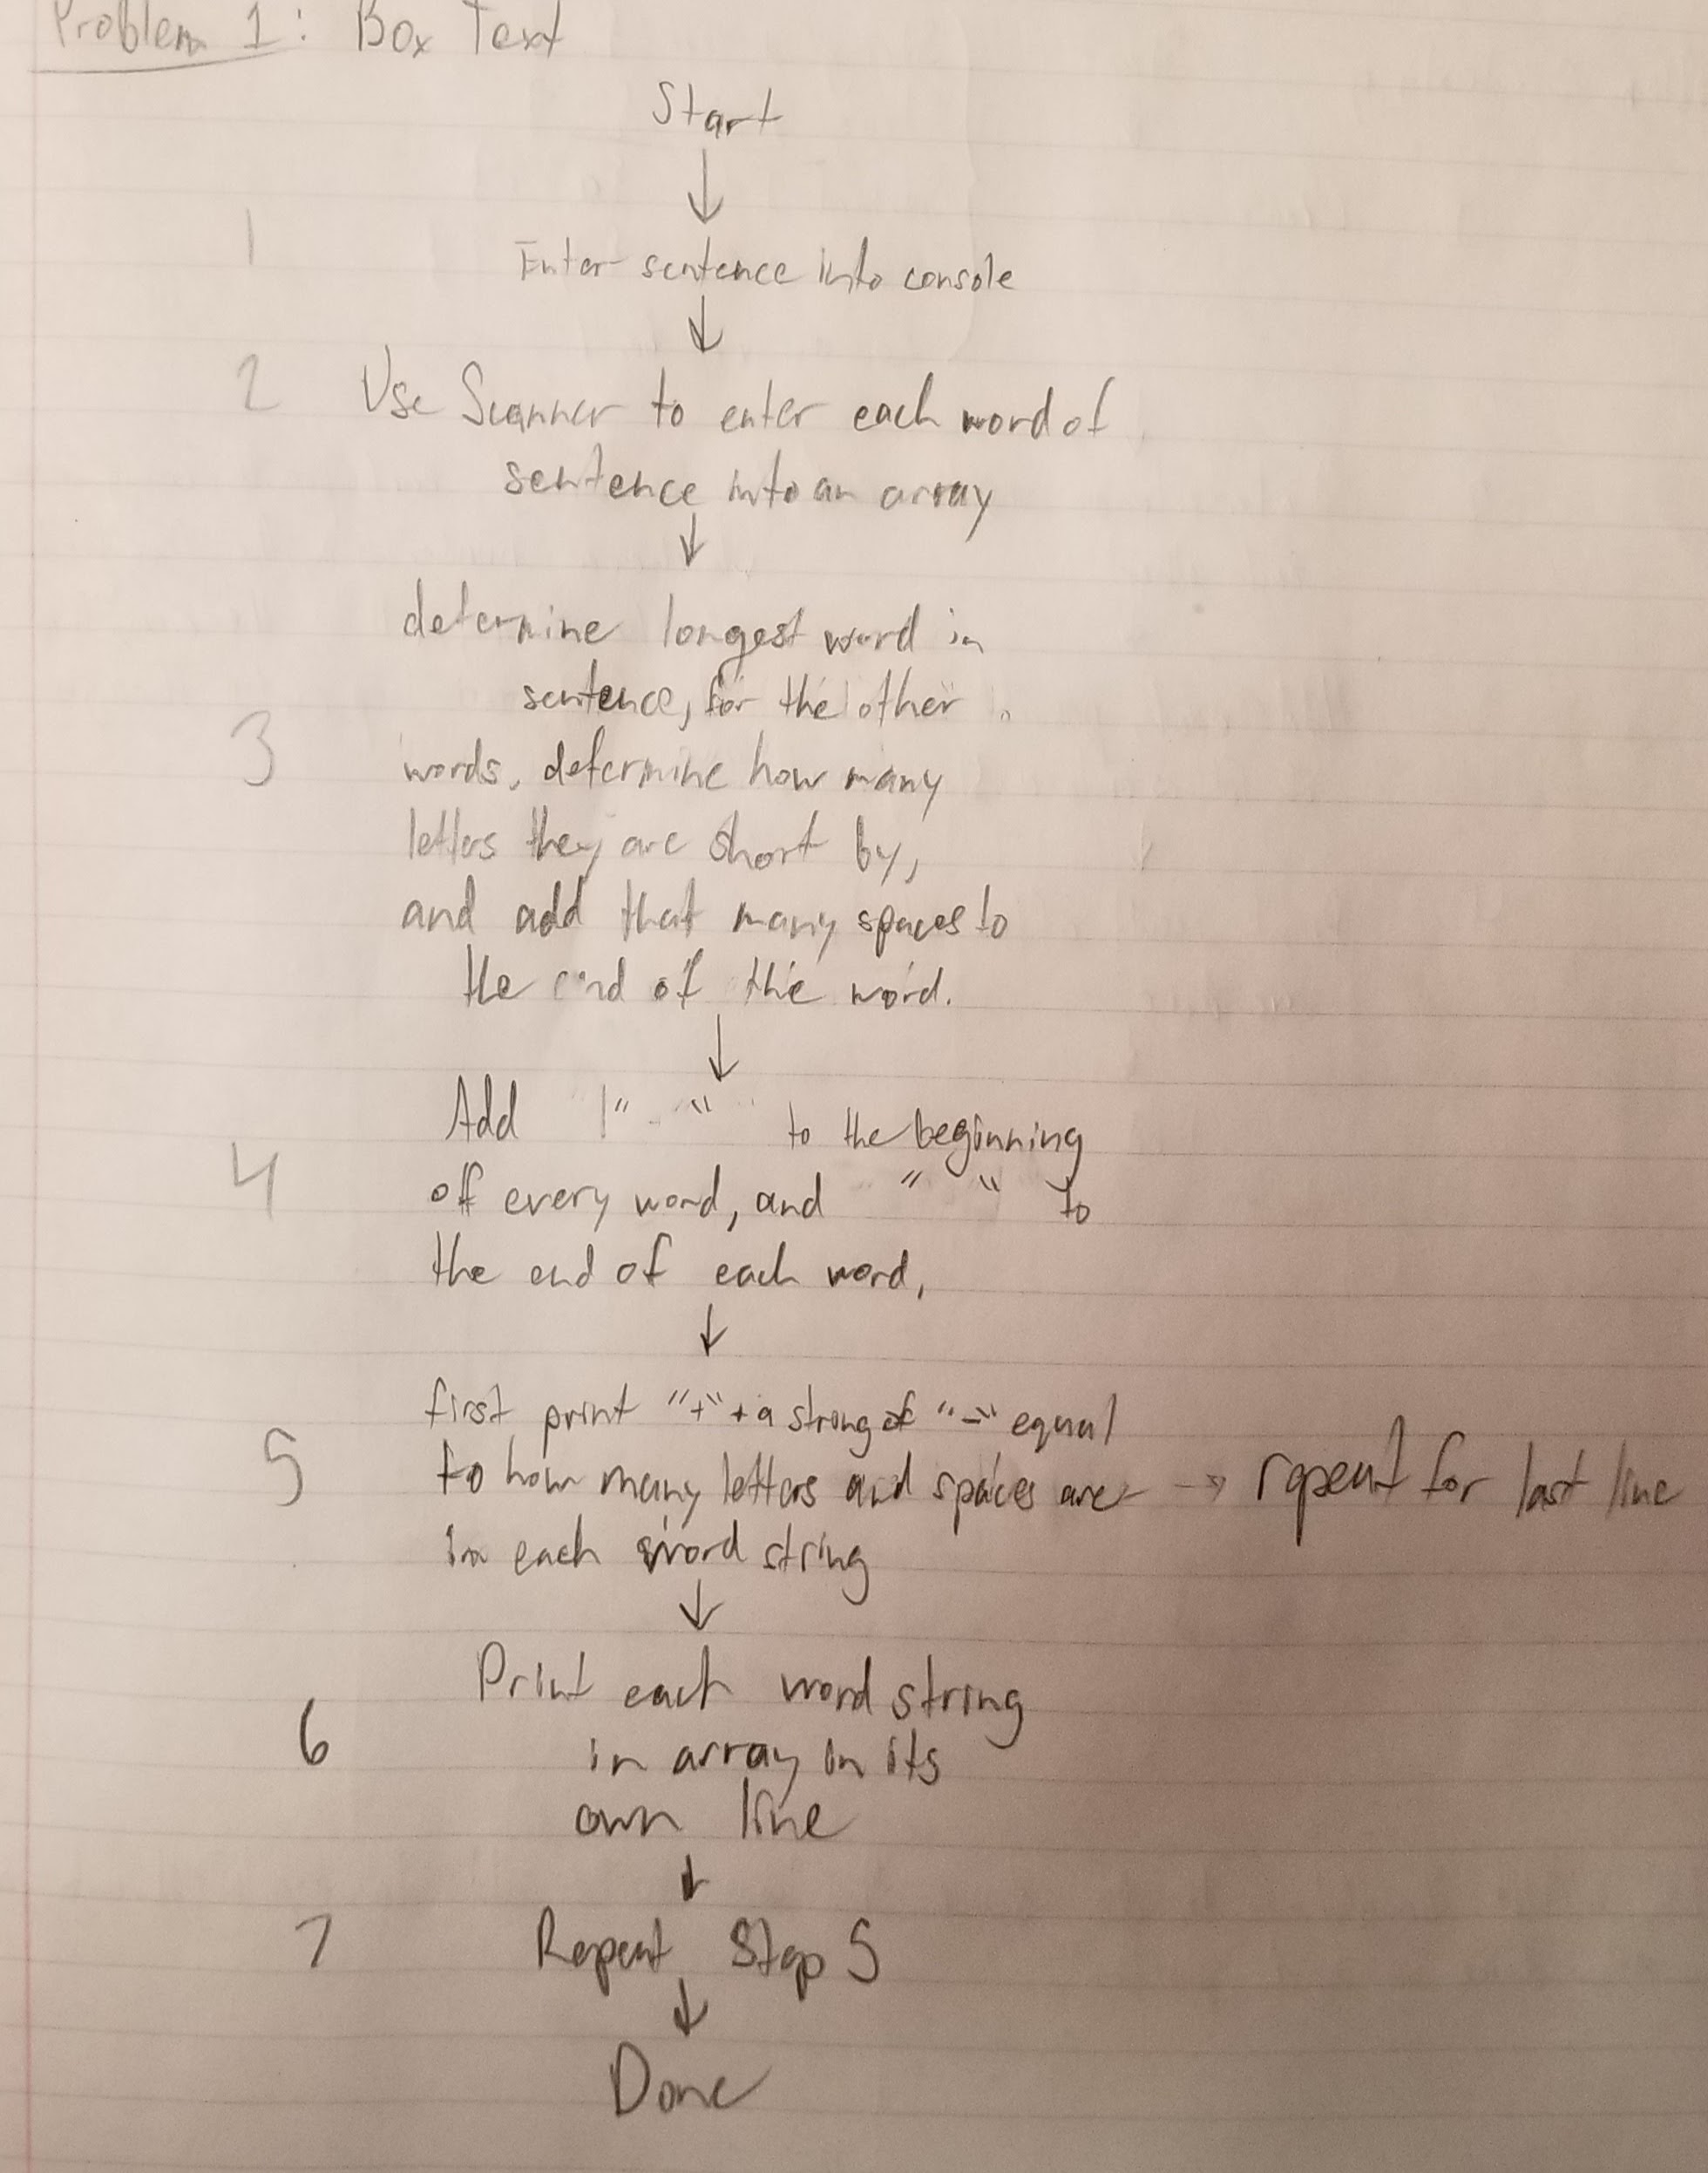 Problem 1: Box Text
Start
↓
1 Enter sentence into console
↓
2 Use Scanner to enter each word of
sentence into an array
↓
determine longest word in
sentence, for the other
3 words, determine how many
letters they are short by,
and add that many spaces to
the end of the word.
↓
Add |" " to the beginning
4 of every word, and " " to
the end of each word,
↓
first print "+" + a string of "-" equal
5 to how many letters and spaces are → repeat for last line
in each word string
↓
Print each word string
6 in array in its
own line
↓
7 Repeat Step 5
↓
Done